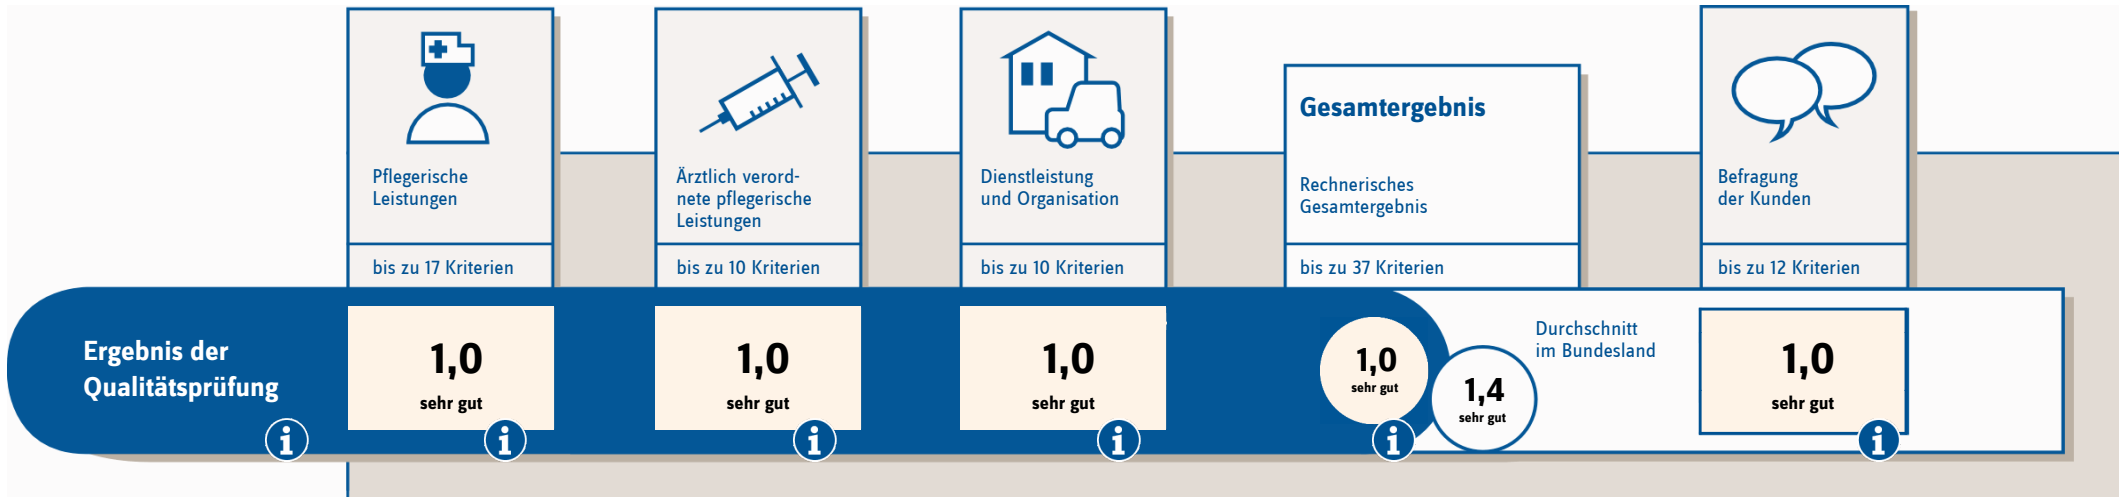 Pflegerische
Leistungen
bis zu 17 Kriterien
Ärztlich verord-
nete pflegerische
Leistungen
bis zu 10 Kriterien
Dienstleistung
und Organisation
bis zu 10 Kriterien
Gesamtergebnis
Rechnerisches
Gesamtergebnis
bis zu 37 Kriterien
Befragung
der Kunden
bis zu 12 Kriterien
Ergebnis der
Qualitätsprüfung
i
1,0
sehr gut
i
1,0
sehr gut
i
1,0
sehr gut
i
1,0
sehr gut
i
1,4
sehr gut
Durchschnitt
im Bundesland
1,0
sehr gut
i